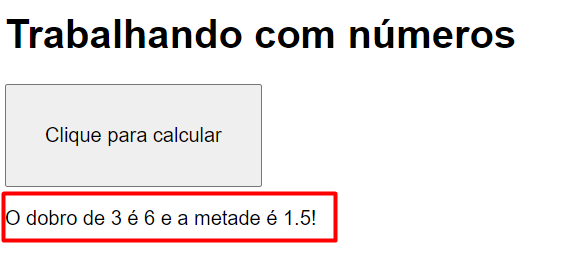 Trabalhando com números
Clique para calcular
O dobro de 3 é 6 e a metade é 1.5!